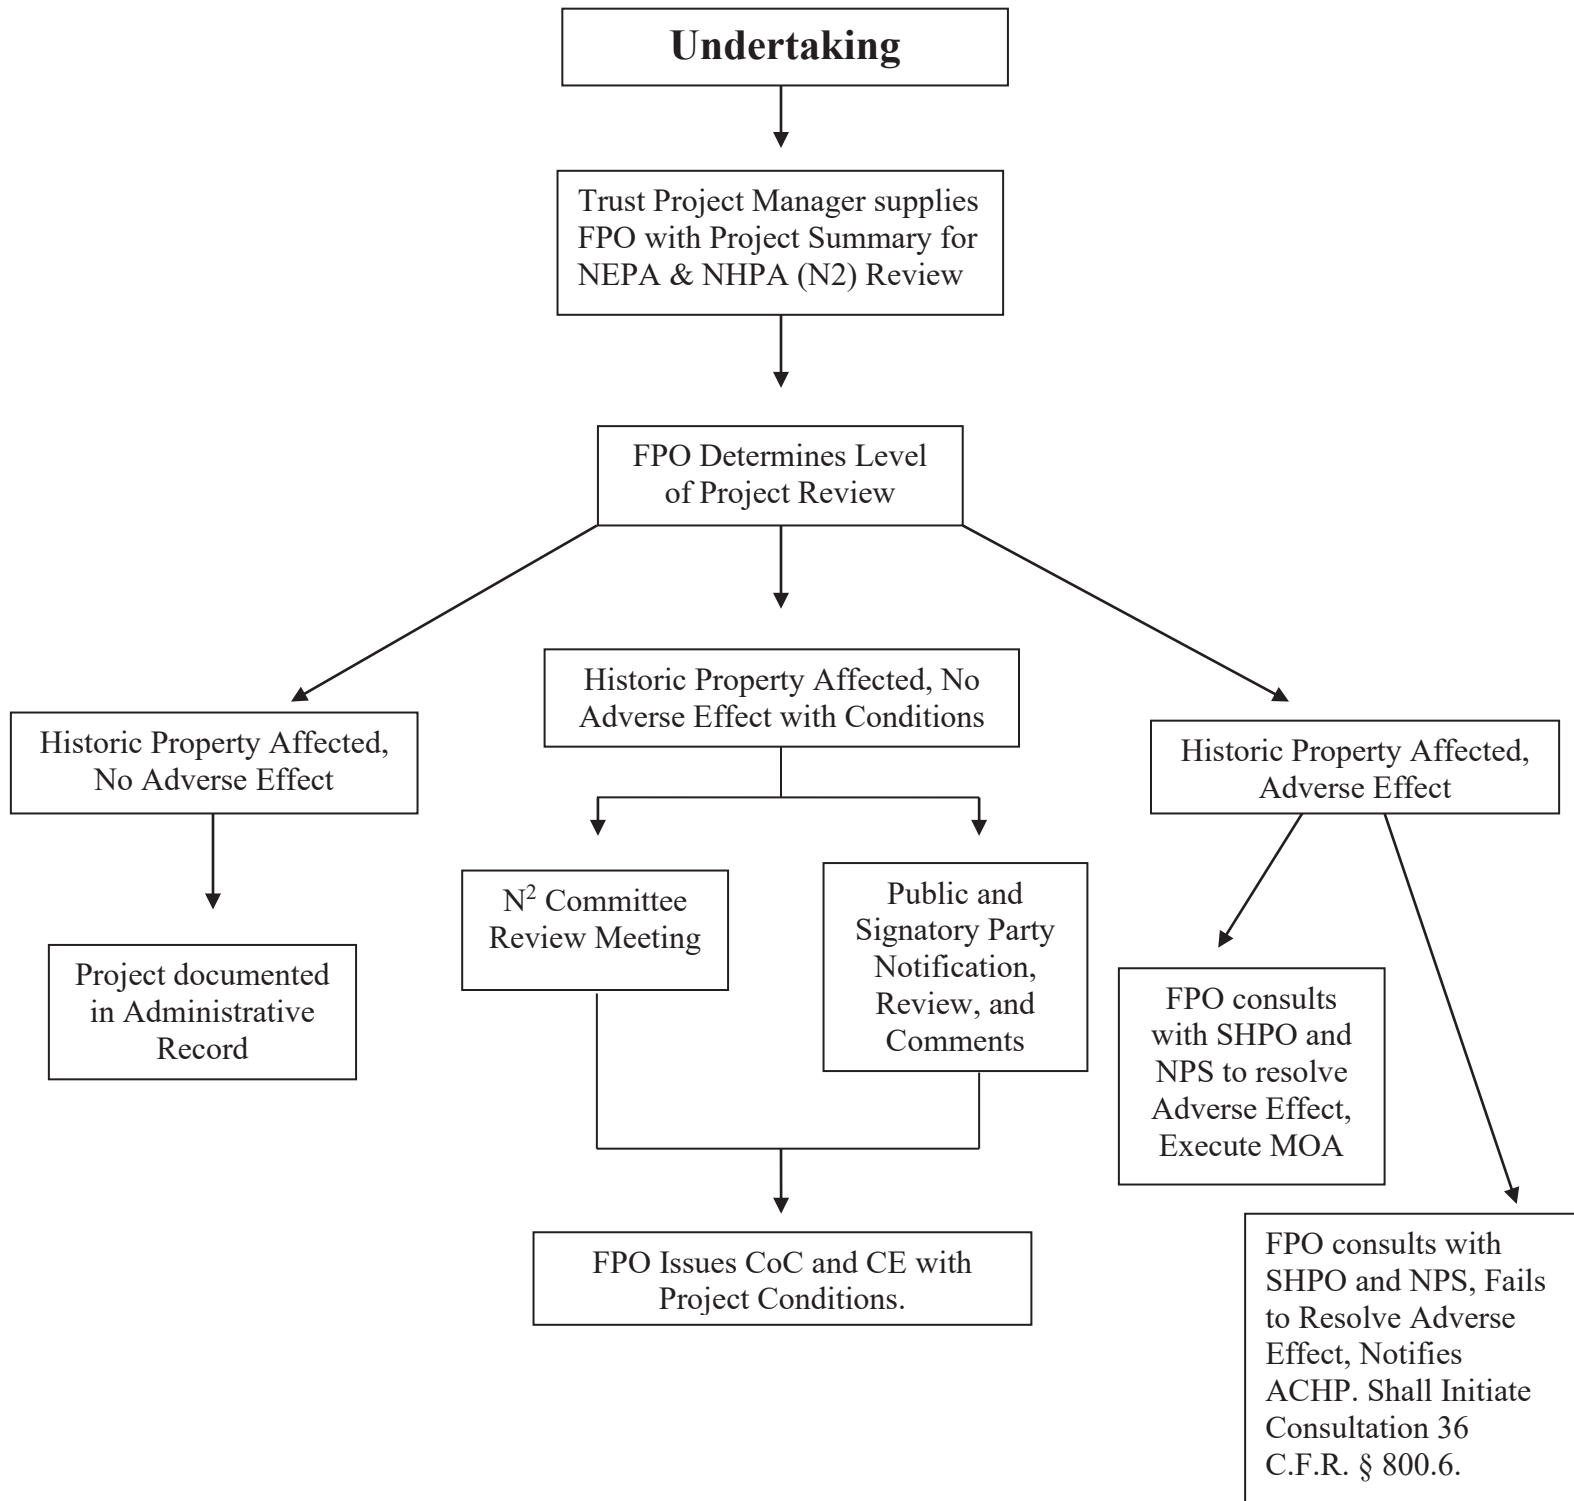 Undertaking
Trust Project Manager supplies
FPO with Project Summary for
NEPA & NHPA (N2) Review
FPO Determines Level
of Project Review
Historic Property Affected,
No Adverse Effect
Historic Property Affected, No
Adverse Effect with Conditions
Historic Property Affected,
Adverse Effect
Project documented
in Administrative
Record
N² Committee
Review Meeting
Public and
Signatory Party
Notification,
Review, and
Comments
FPO consults
with SHPO and
NPS to resolve
Adverse Effect,
Execute MOA
FPO Issues CoC and CE with
Project Conditions.
FPO consults with
SHPO and NPS, Fails
to Resolve Adverse
Effect, Notifies
ACHP. Shall Initiate
Consultation 36
C.F.R. § 800.6.